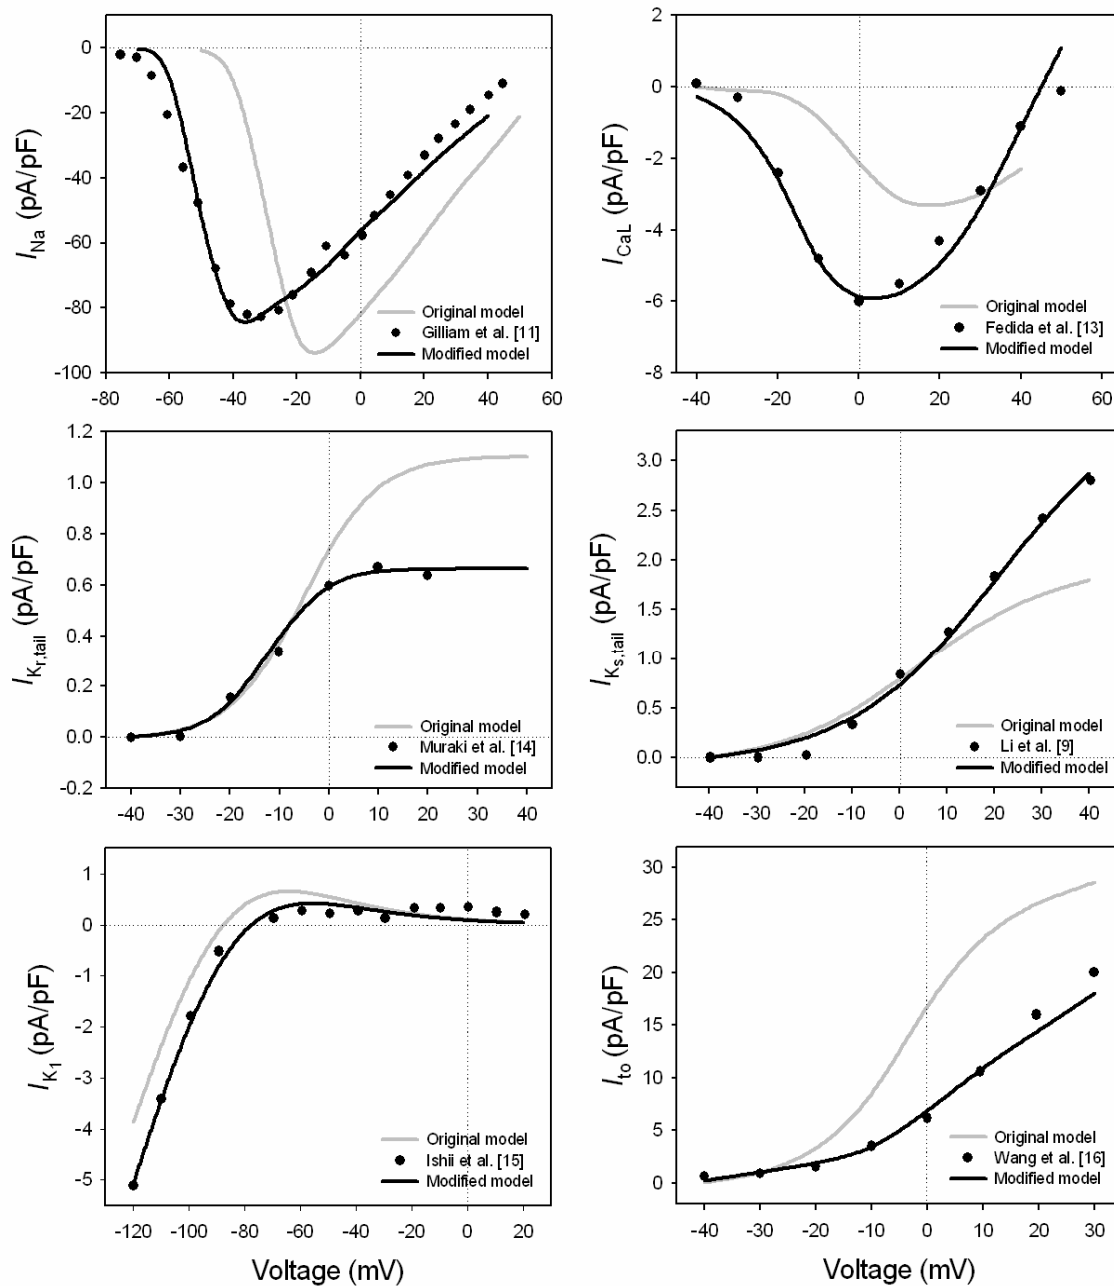 0
-20
-40
-60
-80
-100
-80 -60 -40 -20 0 20 40 60
I_Na (pA/pF)
Original model
Gilliam et al. [11]
Modified model
2
0
-2
-4
-6
-8
-40 -20 0 20 40 60
I_CaL (pA/pF)
Original model
Fedida et al. [13]
Modified model
1.2
1.0
0.8
0.6
0.4
0.2
0.0
-0.2
-40 -30 -20 -10 0 10 20 30 40
I_Kr,tail (pA/pF)
Original model
Muraki et al. [14]
Modified model
3.0
2.5
2.0
1.5
1.0
0.5
0.0
-40 -30 -20 -10 0 10 20 30 40
I_Ks,tail (pA/pF)
Original model
Li et al. [9]
Modified model
1
0
-1
-2
-3
-4
-5
-120 -100 -80 -60 -40 -20 0 20
I_K1 (pA/pF)
Original model
Ishii et al. [15]
Modified model
Voltage (mV)
30
25
20
15
10
5
0
-40 -30 -20 -10 0 10 20 30
I_to (pA/pF)
Original model
Wang et al. [16]
Modified model
Voltage (mV)